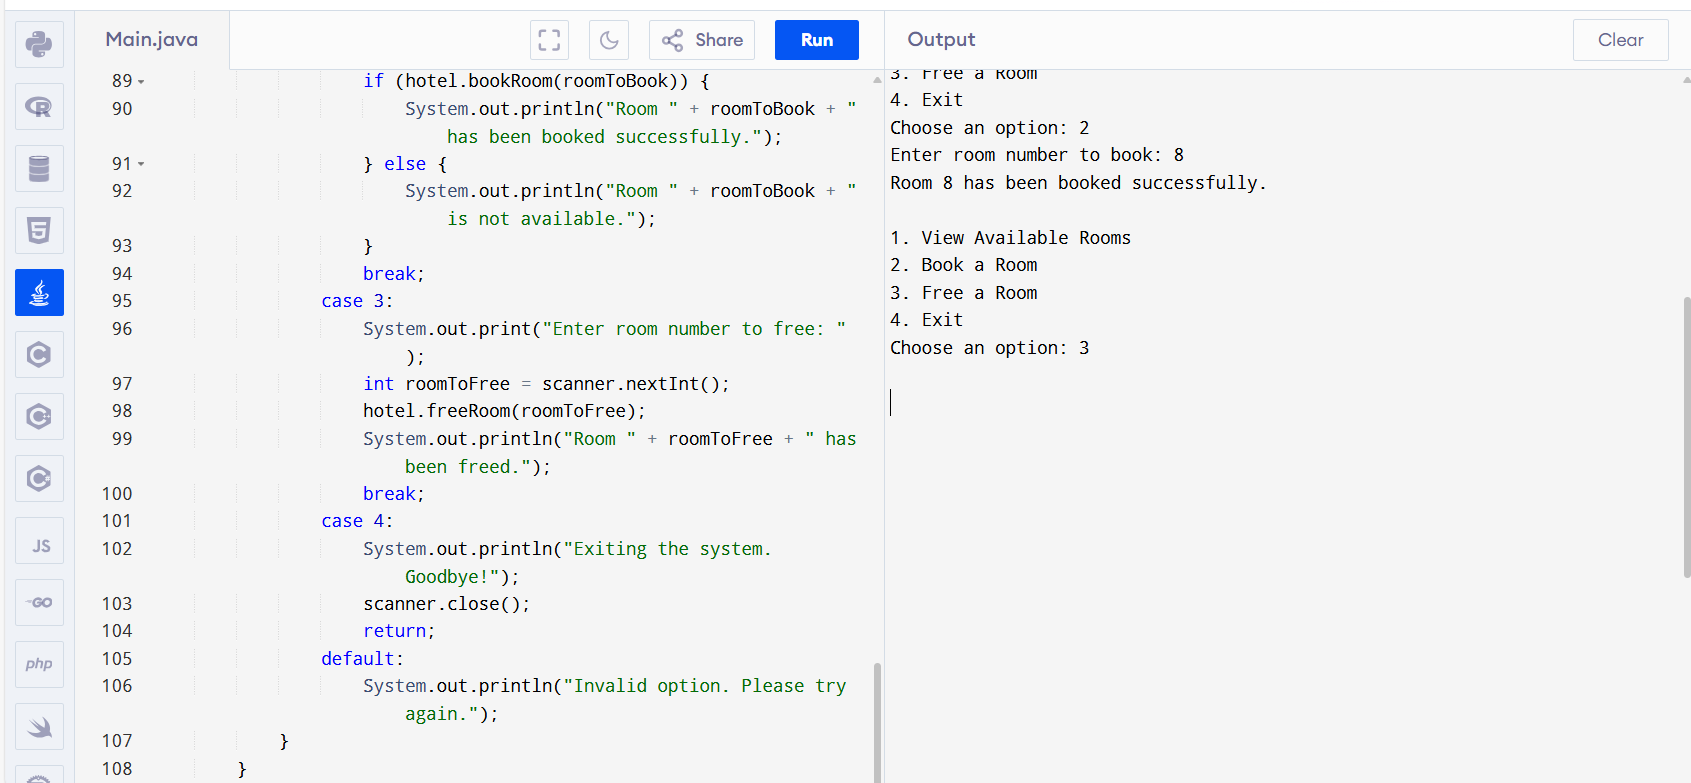 Main.java
Share
Run
Output
Clear
89 if (hotel.bookRoom(roomToBook)) {
90 System.out.println("Room " + roomToBook + "
has been booked successfully.");
91 } else {
92 System.out.println("Room " + roomToBook + "
is not available.");
93 }
94 break;
95 case 3:
96 System.out.print("Enter room number to free: "
);
97 int roomToFree = scanner.nextInt();
98 hotel.freeRoom(roomToFree);
99 System.out.println("Room " + roomToFree + " has
been freed.");
100 break;
101 case 4:
102 System.out.println("Exiting the system.
Goodbye!");
103 scanner.close();
104 return;
105 default:
106 System.out.println("Invalid option. Please try
again.");
107 }
108 }
3. Free a Room
4. Exit
Choose an option: 2
Enter room number to book: 8
Room 8 has been booked successfully.
1. View Available Rooms
2. Book a Room
3. Free a Room
4. Exit
Choose an option: 3
R
5
C
C
C
JS
GO
php